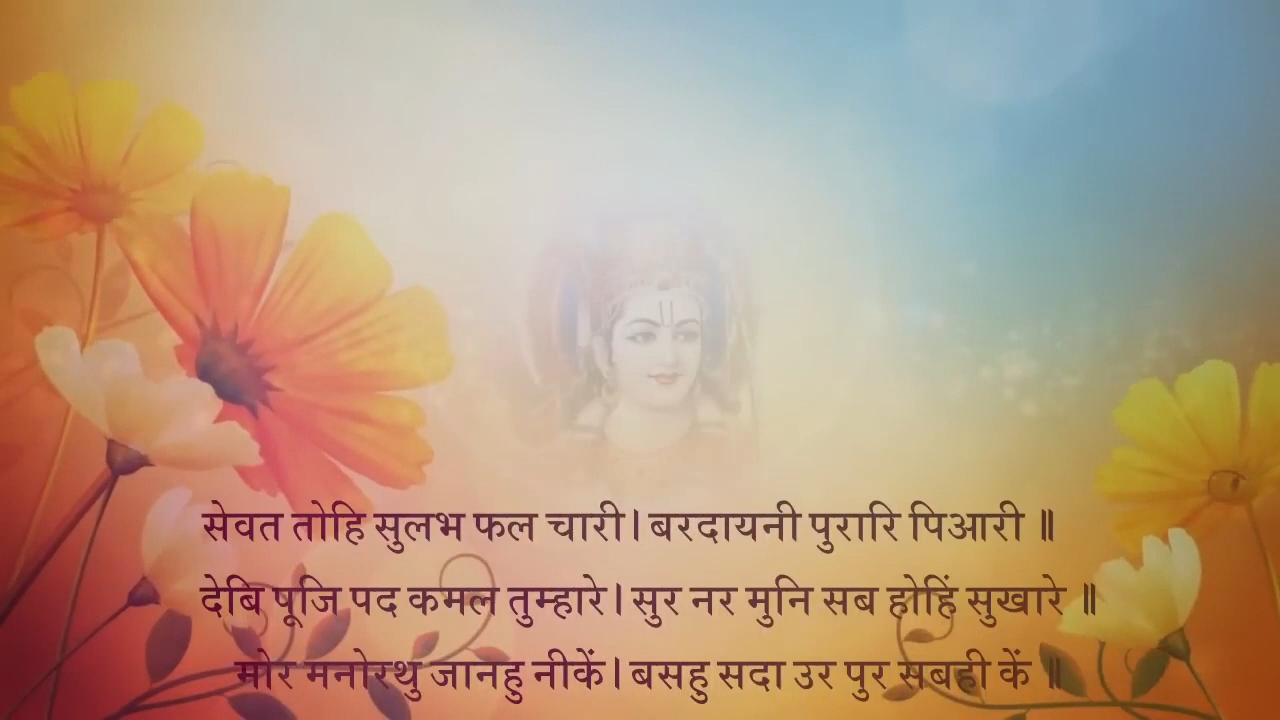 सेवत तोहि सुलभ फल चारी। बरदायनी पुरारि पिआरी ॥
देबि पूजि पद कमल तुम्हारे। सुर नर मुनि सब होहिं सुखारे ॥
मोर मनोरथु जानहु नीकें। बसहु सदा उर पुर सबही कें ॥